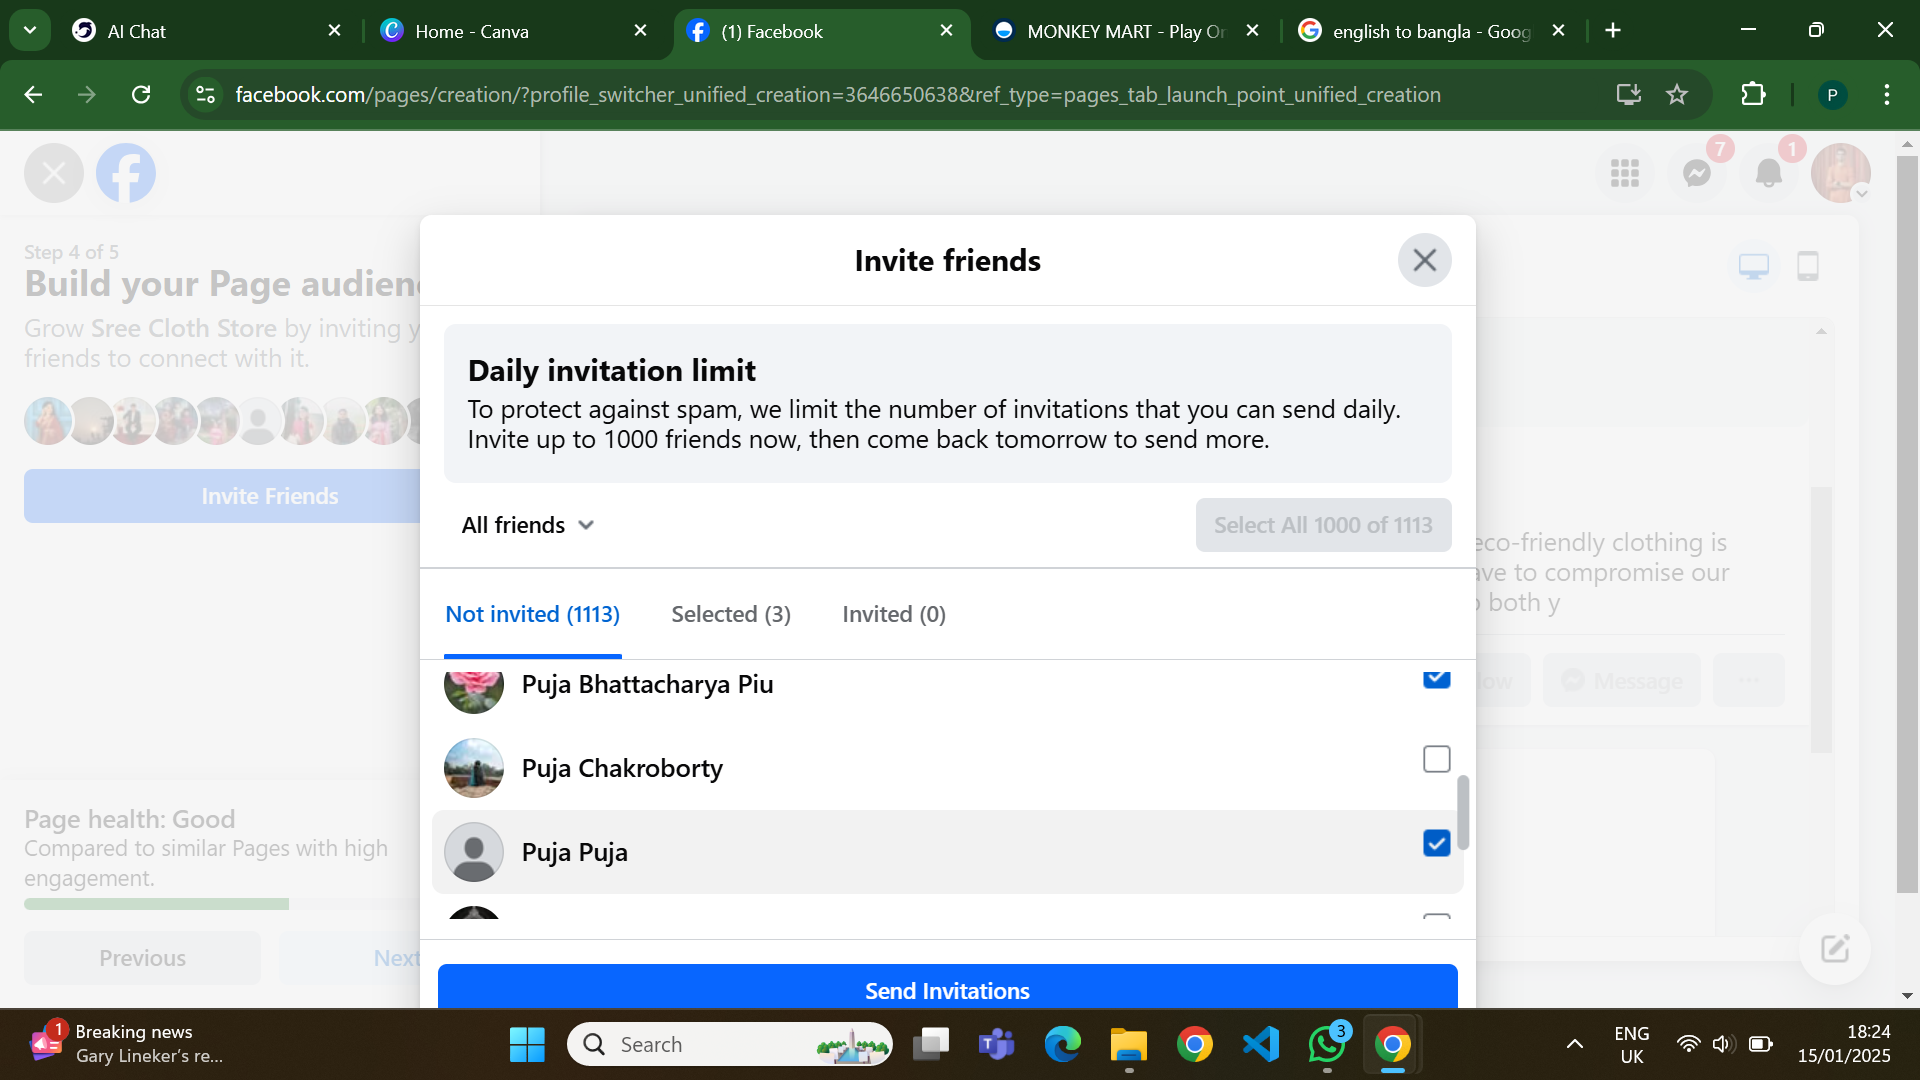 AI Chat
Home - Canva
(1) Facebook
MONKEY MART - Play Or
english to bangla - Goog
facebook.com/pages/creation/?profile_switcher_unified_creation=3646650638&ref_type=pages_tab_launch_point_unified_creation
P
7
1
Step 4 of 5
Build your Page audien
Grow Sree Cloth Store by inviting y
friends to connect with it.
Invite Friends
Page health: Good
Compared to similar Pages with high
engagement.
Previous
Next
Invite friends
Daily invitation limit
To protect against spam, we limit the number of invitations that you can send daily.
Invite up to 1000 friends now, then come back tomorrow to send more.
All friends
Select All 1000 of 1113
Not invited (1113)
Selected (3)
Invited (0)
Puja Bhattacharya Piu
Puja Chakroborty
Puja Puja
Send Invitations
eco-friendly clothing is
ave to compromise our
both y
ow
Message
1
Breaking news
Gary Lineker's re...
Search
3
ENG
UK
18:24
15/01/2025